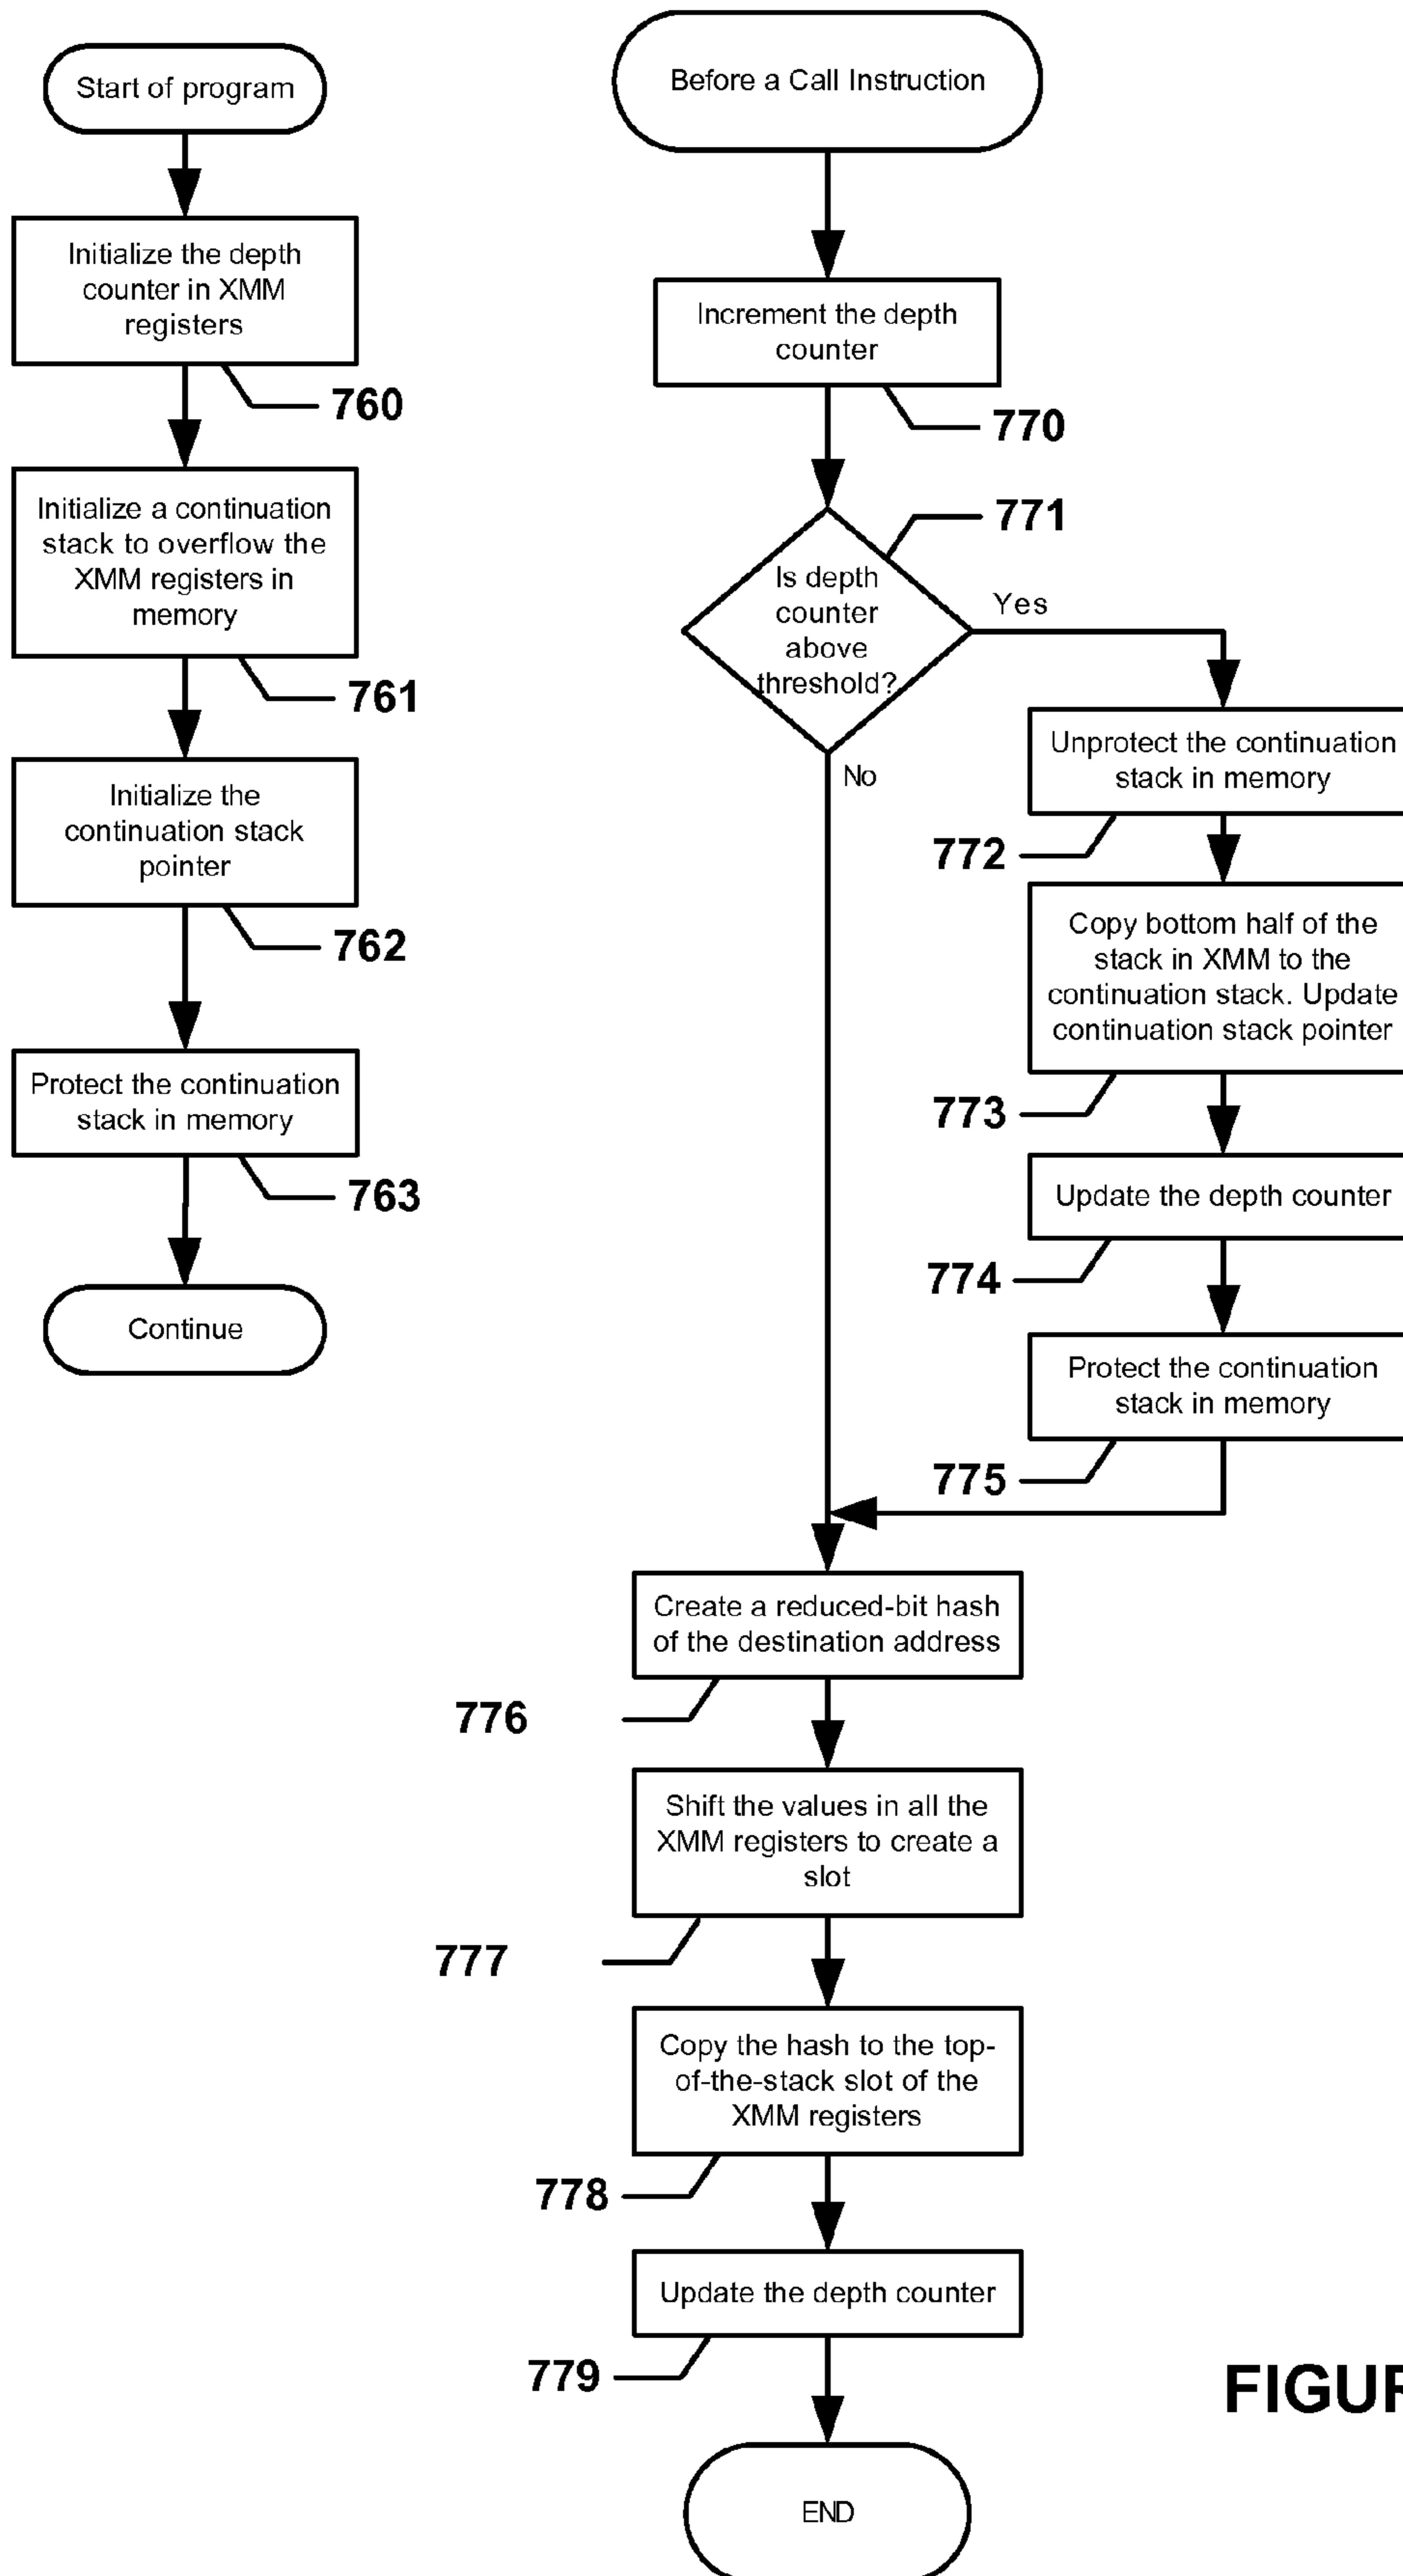 Start of program
Initialize the depth
counter in XMM
registers
760
Initialize a continuation
stack to overflow the
XMM registers in
memory
761
Initialize the
continuation stack
pointer
762
Protect the continuation
stack in memory
763
Continue
Before a Call Instruction
Increment the depth
counter
770
771
Is depth
counter
above
threshold?
Yes
No
Unprotect the continuation
stack in memory
772
Copy bottom half of the
stack in XMM to the
continuation stack. Update
continuation stack pointer
773
Update the depth counter
774
Protect the continuation
stack in memory
775
Create a reduced-bit hash
of the destination address
776
Shift the values in all the
XMM registers to create a
slot
777
Copy the hash to the top-
of-the-stack slot of the
XMM registers
778
Update the depth counter
779
END